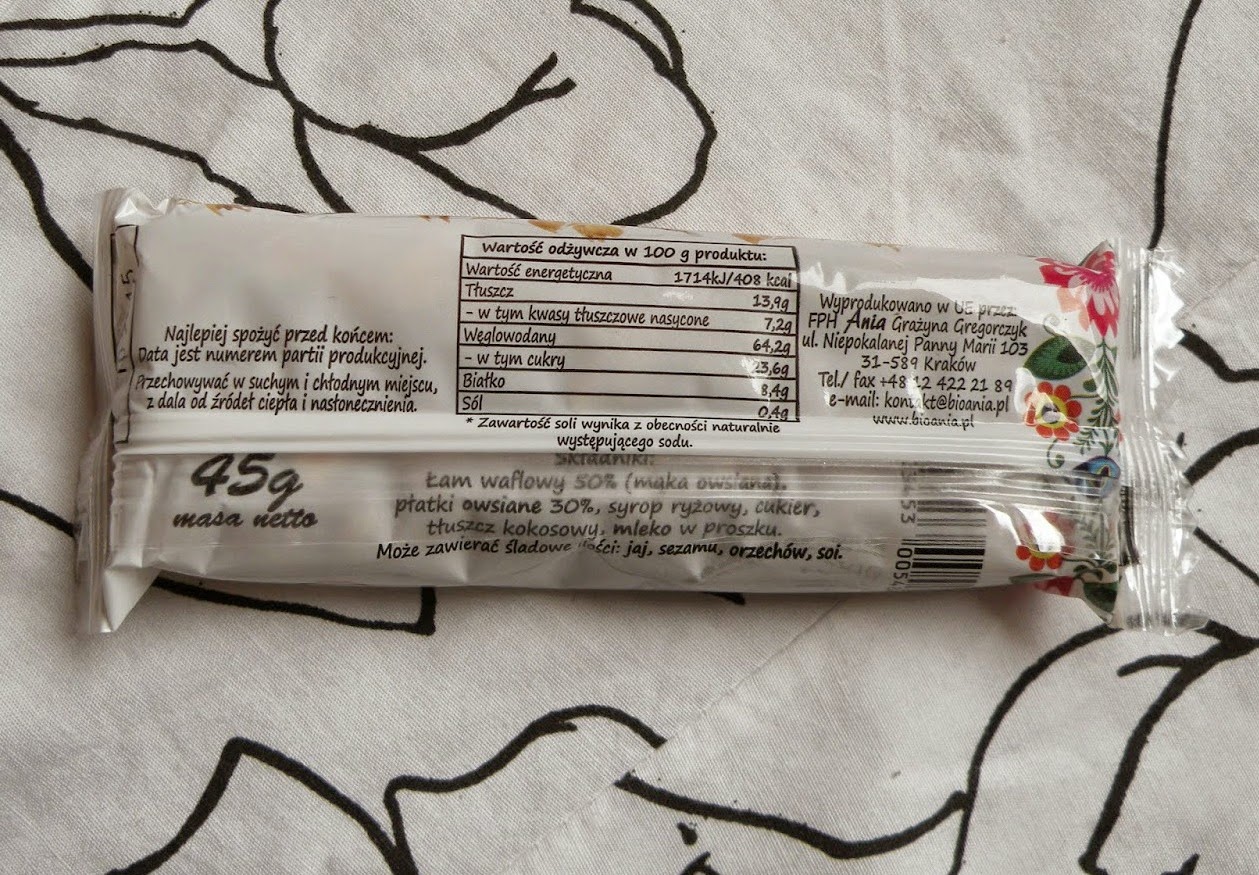 Najlepiej spożyć przed końcem:
Data jest numerem partii produkcyjnej.
Przechowywać w suchym i chłodnym miejscu,
z dala od źródeł ciepła i nasłonecznienia.
Wartość odżywcza w 100 g produktu:
Wartość energetyczna 1714kJ/408 kcal
Tłuszcz 13,9g
- w tym kwasy tłuszczowe nasycone 7,2g
Węglowodany 64,2g
- w tym cukry 23,6g
Białko 8,4g
Sól 0,4g
* Zawartość soli wynika z obecności naturalnie
występującego sodu.
Wyprodukowano w UE przez:
FPH Ania Grażyna Gregorczyk
ul. Niepokalanej Panny Marii 103
31-589 Kraków
Tel./ fax +48 12 422 21 89
e-mail: kontakt@bioania.pl
www.bioania.pl
45g
masa netto
Składniki:
Łam waflowy 50% (mąka owsiana),
płatki owsiane 30%, syrop ryżowy, cukier,
tłuszcz kokosowy, mleko w proszku.
Może zawierać śladowe ilości: jaj, sezamu, orzechów, soi.